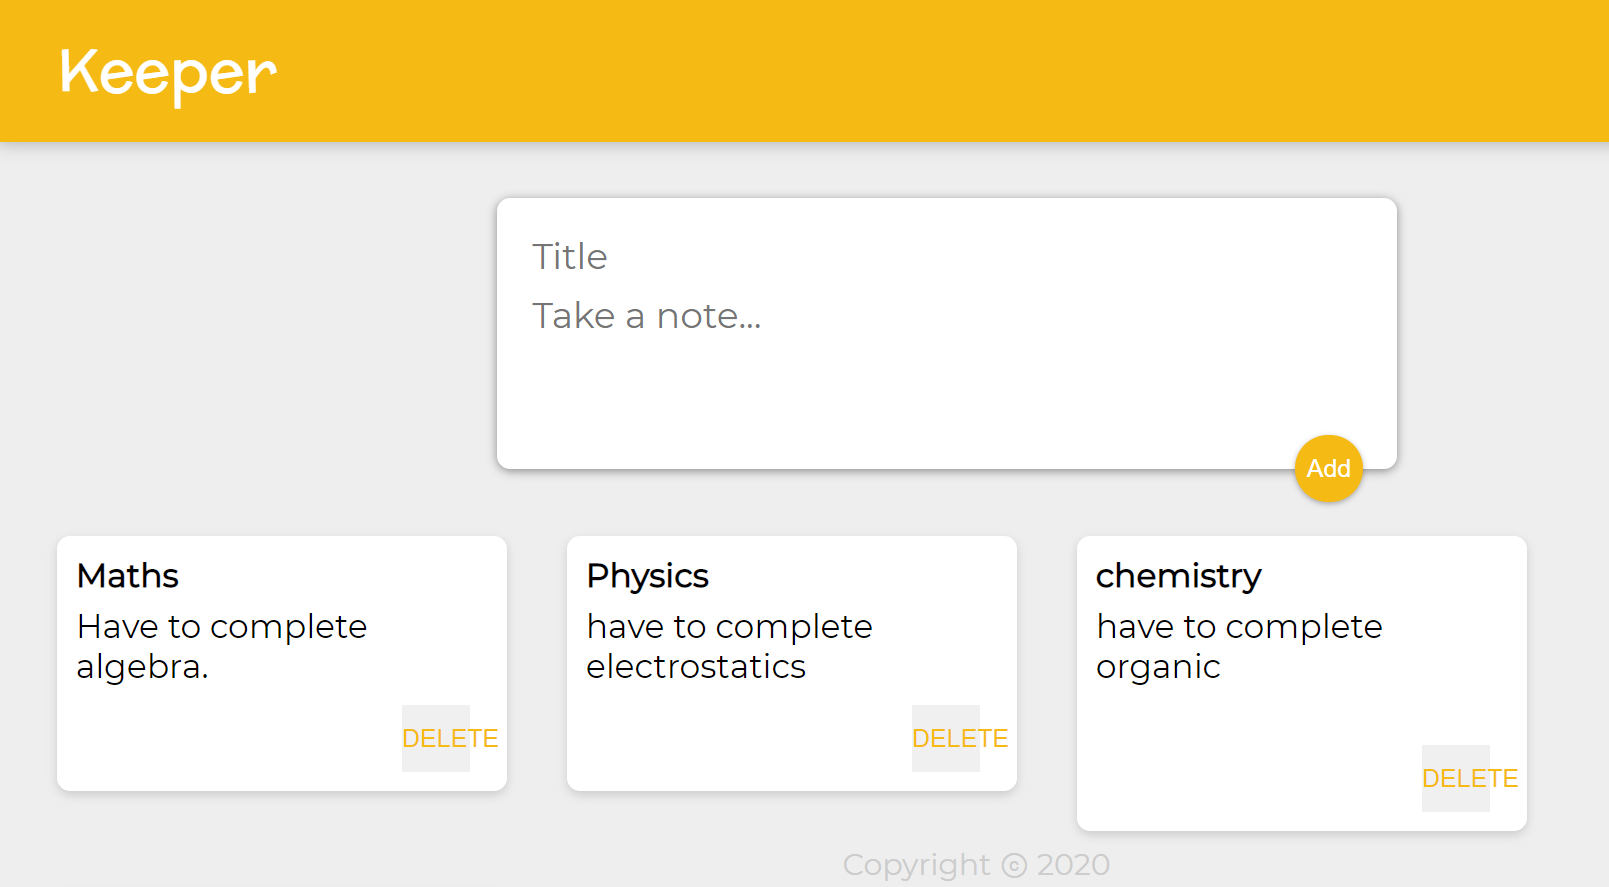 Keeper
Title
Take a note...
Add
Maths
Have to complete
algebra.
DELETE
Physics
have to complete
electrostatics
DELETE
chemistry
have to complete
organic
DELETE
Copyright © 2020